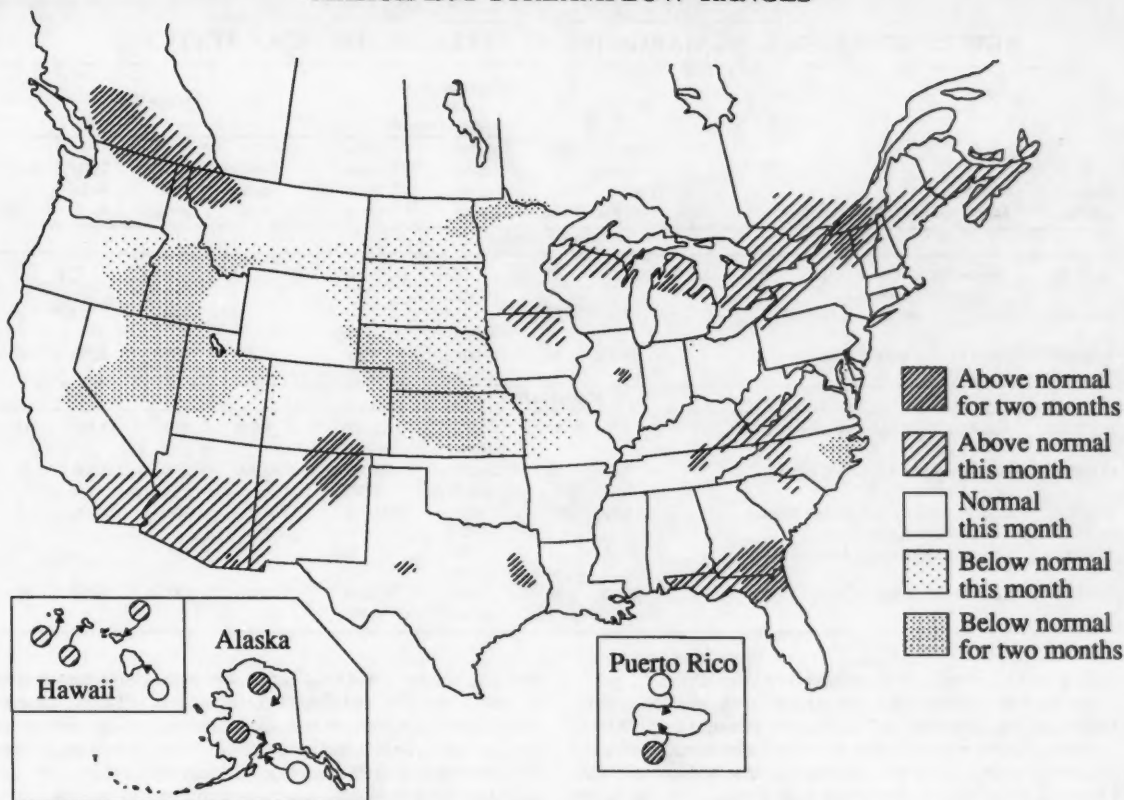 Above normal
for two months
Above normal
this month
Normal
this month
Below normal
this month
Below normal
for two months
Hawaii
Alaska
Puerto Rico